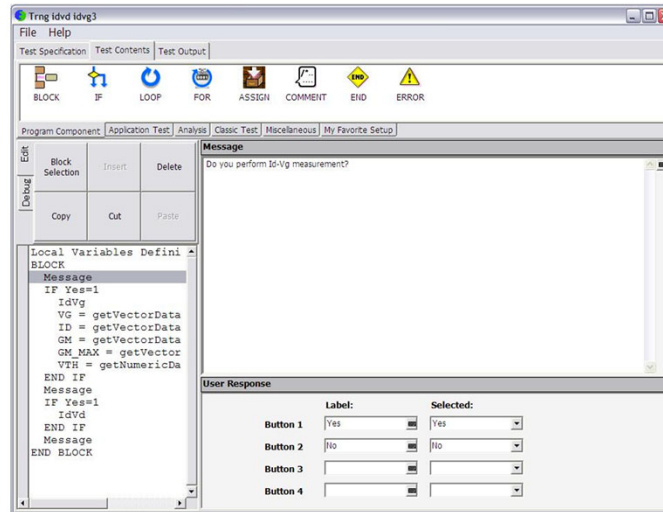 Trng idvd idvg3
File Help
Test Specification Test Contents Test Output
BLOCK IF LOOP FOR ASSIGN COMMENT END ERROR
Program Component Application Test Analysis Classic Test Miscellaneous My Favorite Setup
Edit
Debug
Block Selection Insert Delete
Copy Cut Paste
Local Variables Defini
BLOCK
Message
IF Yes=1
IdVg
VG = getVectorData
ID = getVectorData
GM = getVectorData
GM_MAX = getVector
VTH = getNumericDa
END IF
Message
IF Yes=1
IdVd
END IF
Message
END BLOCK
Message
Do you perform Id-Vg measurement?
User Response
Label: Selected:
Button 1 Yes Yes
Button 2 No No
Button 3
Button 4